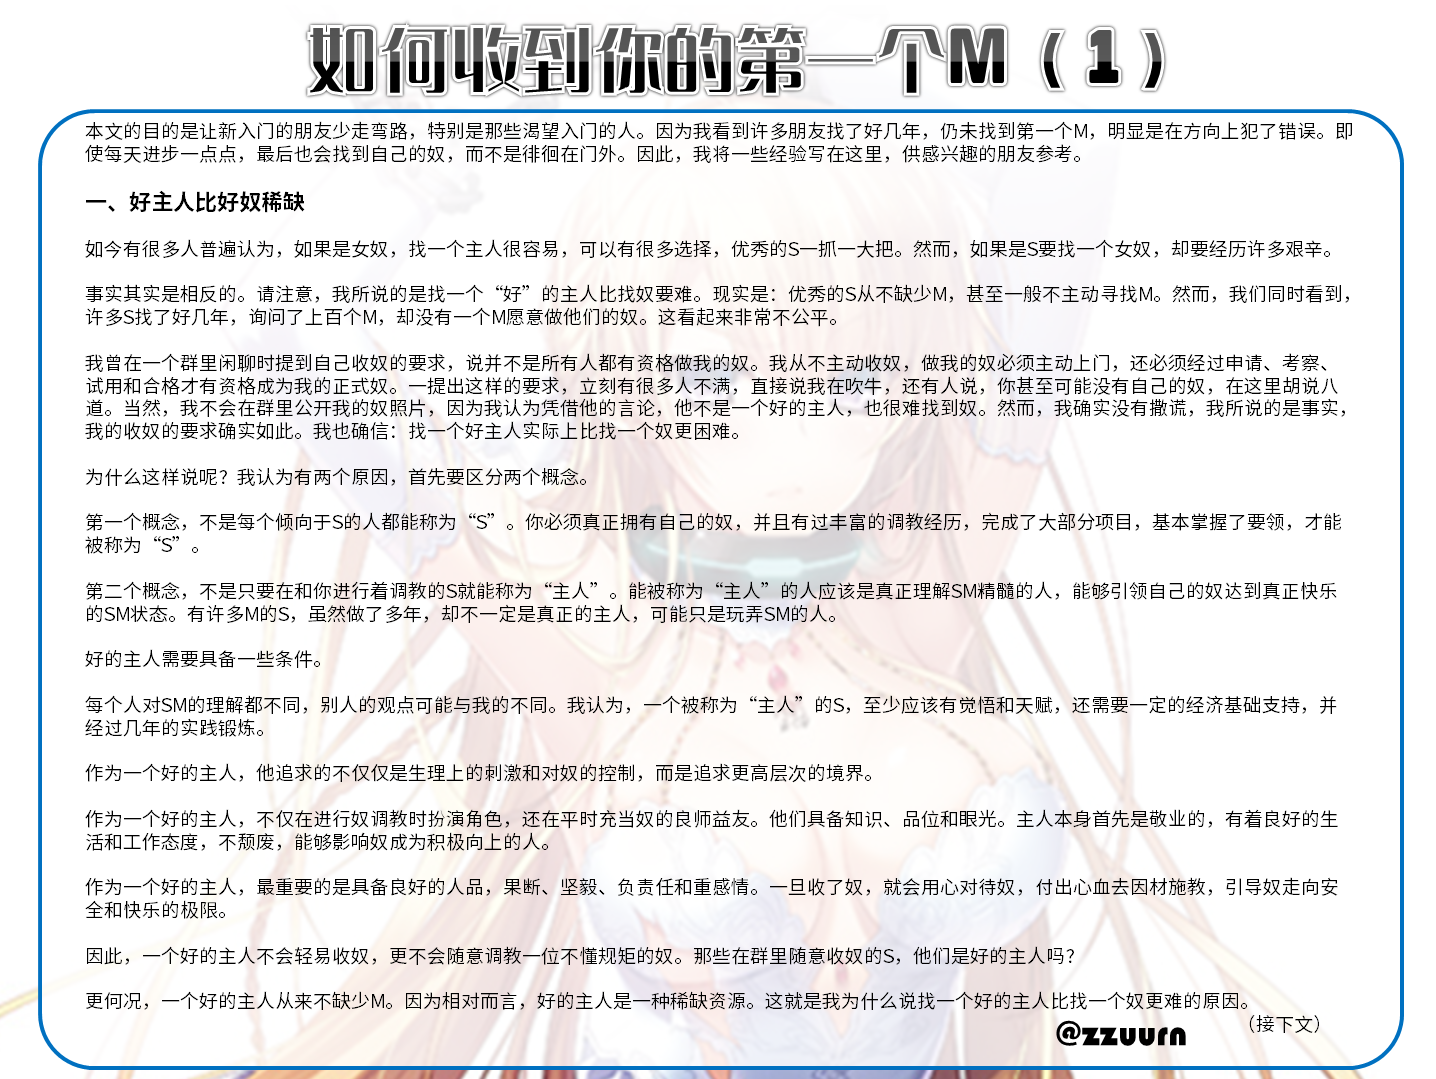 如何收到你的第一个M（1）
本文的目的是让新入门的朋友少走弯路，特别是那些渴望入门的人。因为我看到许多朋友找了好几年，仍未找到第一个M，明显是在方向上犯了错误。即
使每天进步一点点，最后也会找到自己的奴，而不是徘徊在门外。因此，我将一些经验写在这里，供感兴趣的朋友参考。
一、好主人比好奴稀缺
如今有很多人普遍认为，如果是女奴，找一个主人很容易，可以有很多选择，优秀的S一抓一大把。然而，如果是S要找一个女奴，却要经历许多艰辛。
事实其实是相反的。请注意，我所说的是找一个“好”的主人比找奴要难。现实是：优秀的S从不缺少M，甚至一般不主动寻找M。然而，我们同时看到，
许多S找了好几年，询问了上百个M，却没有一个M愿意做他们的奴。这看起来非常不公平。
我曾在一个群里闲聊时提到自己收奴的要求，说并不是所有人都有资格做我的奴。我从不主动收奴，做我的奴必须主动上门，还必须经过申请、考察、
试用和合格才有资格成为我的正式奴。一提出这样的要求，立刻有很多人不满，直接说我在吹牛，还有人说，你甚至可能没有自己的奴，在这里胡说八
道。当然，我不会在群里公开我的奴照片，因为我认为凭借他的言论，他不是一个好的主人，也很难找到奴。然而，我确实没有撒谎，我所说的是事实，
我的收奴的要求确实如此。我也确信：找一个好主人实际上比找一个奴更困难。
为什么这样说呢？我认为有两个原因，首先要区分两个概念。
第一个概念，不是每个倾向于S的人都能称为“S”。你必须真正拥有自己的奴，并且有过丰富的调教经历，完成了大部分项目，基本掌握了要领，才能
被称为“S”。
第二个概念，不是只要在和你进行着调教的S就能称为“主人”。能被称为“主人”的人应该是真正理解SM精髓的人，能够引领自己的奴达到真正快乐
的SM状态。有许多M的S，虽然做了多年，却不一定是真正的主人，可能只是玩弄SM的人。
好的主人需要具备一些条件。
每个人对SM的理解都不同，别人的观点可能与我的不同。我认为，一个被称为“主人”的S，至少应该有觉悟和天赋，还需要一定的经济基础支持，并
经过几年的实践锻炼。
作为一个好的主人，他追求的不仅仅是生理上的刺激和对奴的控制，而是追求更高层次的境界。
作为一个好的主人，不仅在进行奴调教时扮演角色，还在平时充当奴的良师益友。他们具备知识、品位和眼光。主人本身首先是敬业的，有着良好的生
活和工作态度，不颓废，能够影响奴成为积极向上的人。
作为一个好的主人，最重要的是具备良好的人品，果断、坚毅、负责任和重感情。一旦收了奴，就会用心对待奴，付出心血去因材施教，引导奴走向安
全和快乐的极限。
因此，一个好的主人不会轻易收奴，更不会随意调教一位不懂规矩的奴。那些在群里随意收奴的S，他们是好的主人吗？
更何况，一个好的主人从来不缺少M。因为相对而言，好的主人是一种稀缺资源。这就是我为什么说找一个好的主人比找一个奴更难的原因。
（接下文）
@zzuurn